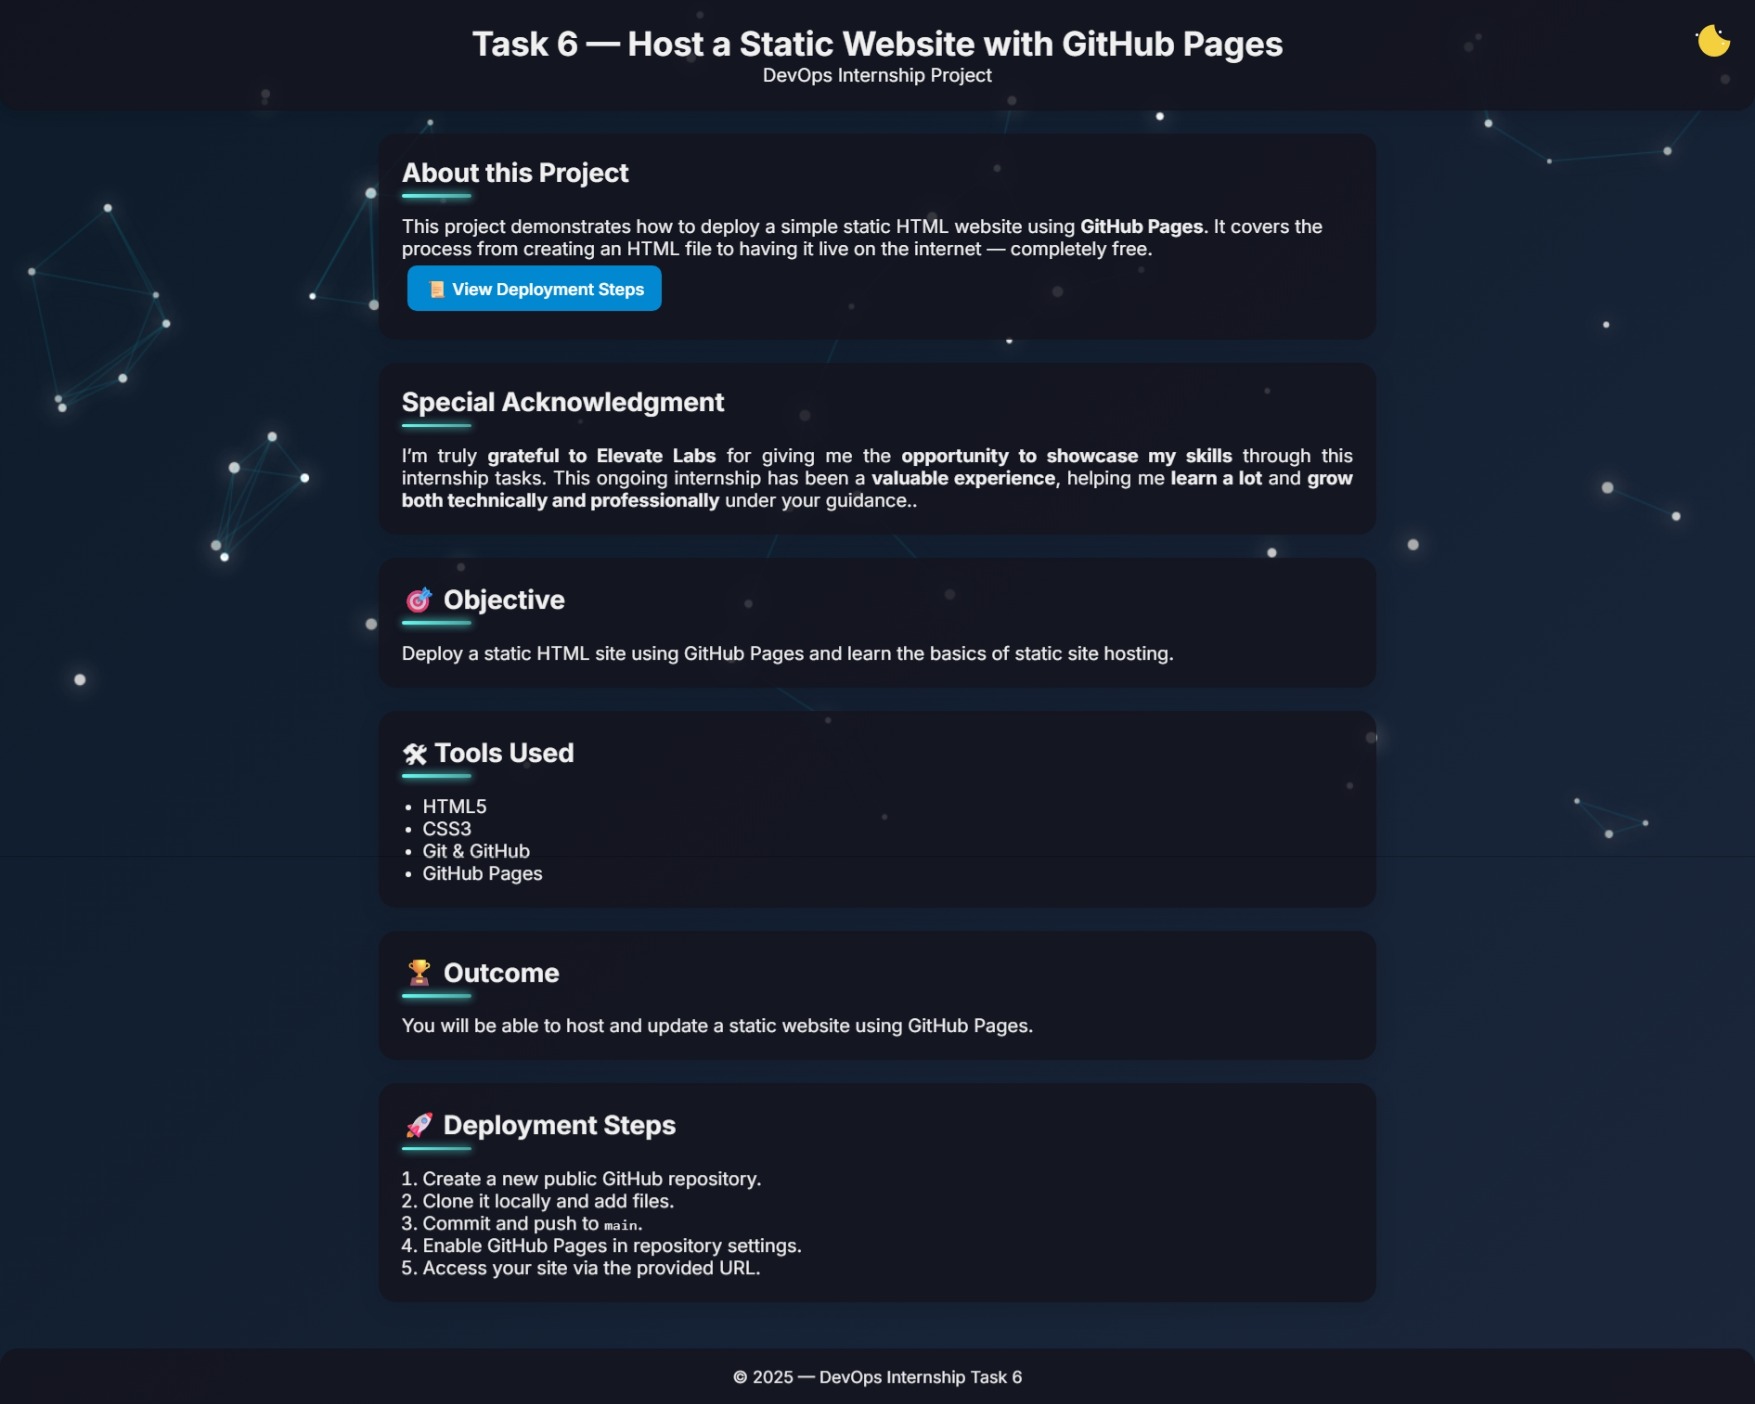 Task 6 — Host a Static Website with GitHub Pages
DevOps Internship Project
About this Project
This project demonstrates how to deploy a simple static HTML website using GitHub Pages. It covers the
process from creating an HTML file to having it live on the internet — completely free.
📜 View Deployment Steps
Special Acknowledgment
I’m truly grateful to Elevate Labs for giving me the opportunity to showcase my skills through this
internship tasks. This ongoing internship has been a valuable experience, helping me learn a lot and grow
both technically and professionally under your guidance..
🎯 Objective
Deploy a static HTML site using GitHub Pages and learn the basics of static site hosting.
🛠 Tools Used
• HTML5
• CSS3
• Git & GitHub
• GitHub Pages
🏆 Outcome
You will be able to host and update a static website using GitHub Pages.
🚀 Deployment Steps
1. Create a new public GitHub repository.
2. Clone it locally and add files.
3. Commit and push to main.
4. Enable GitHub Pages in repository settings.
5. Access your site via the provided URL.
© 2025 — DevOps Internship Task 6